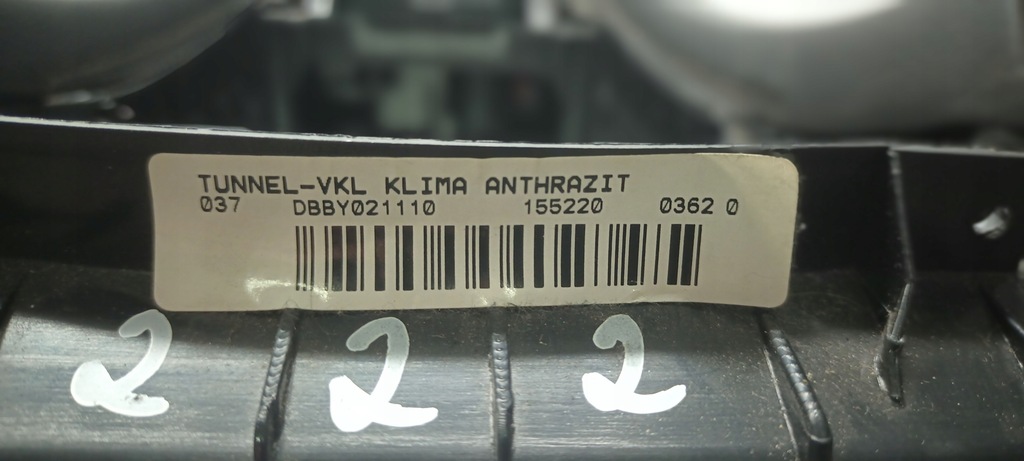 TUNNEL-VKL KLIMA ANTHRAZIT
037 DBBY021110 155220 0362 0
2 2 2